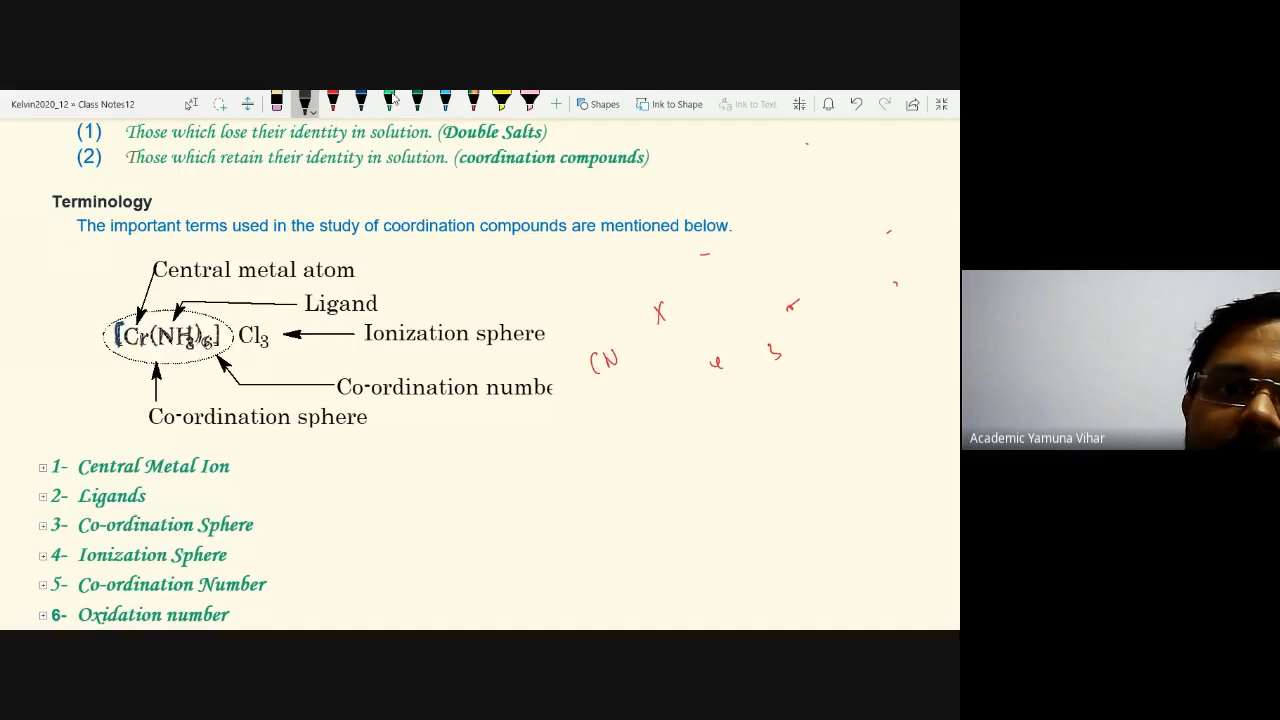 Kelvin2020_12 » Class Notes12
Shapes
Ink to Shape
Ink to Text
(1) Those which lose their identity in solution. (Double Salts)
(2) Those which retain their identity in solution. (coordination compounds)
Terminology
The important terms used in the study of coordination compounds are mentioned below.
Central metal atom
Ligand
[Cr(NH3)6] Cl3
Ionization sphere
Co-ordination numbe
Co-ordination sphere
(N
X
3
1- Central Metal Ion
2- Ligands
3- Co-ordination Sphere
4- Ionization Sphere
5- Co-ordination Number
6- Oxidation number
Academic Yamuna Vihar